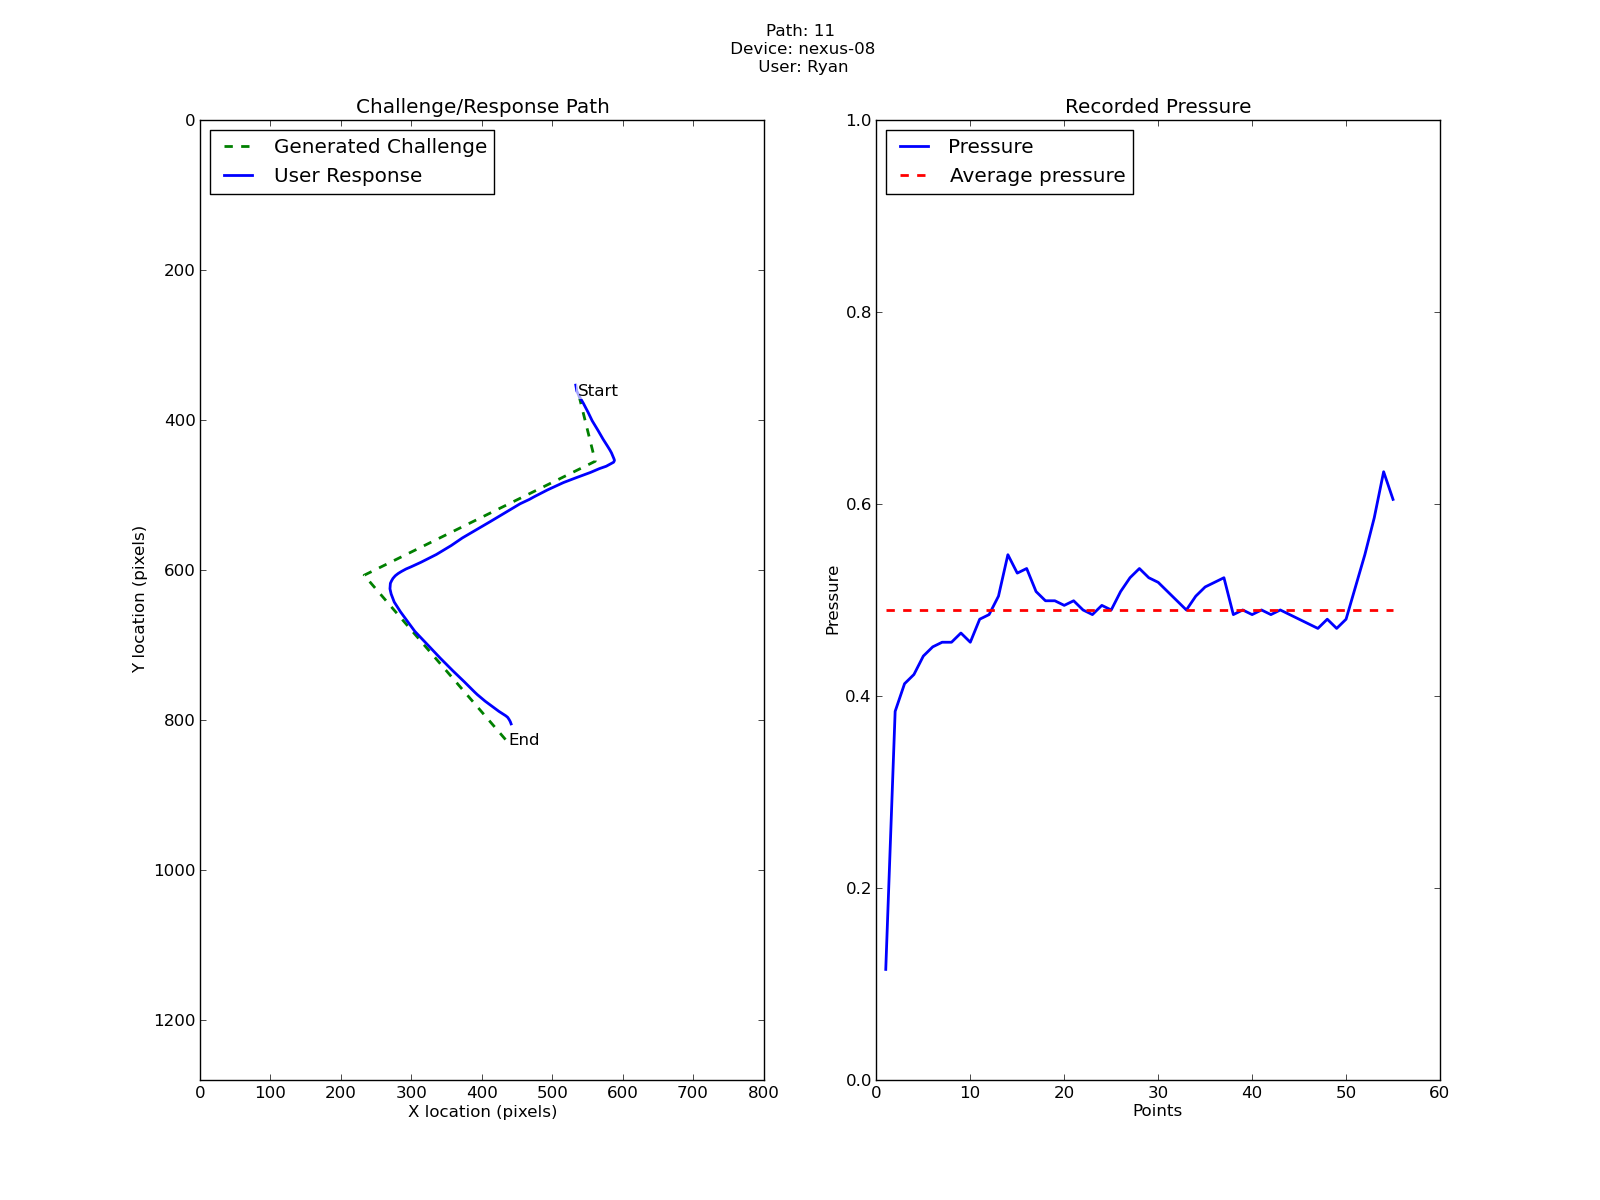 Path: 11
Device: nexus-08
User: Ryan
Challenge/Response Path
Generated Challenge
User Response
Start
End
0
200
400
600
800
1000
1200
Y location (pixels)
0 100 200 300 400 500 600 700 800
X location (pixels)
Recorded Pressure
Pressure
Average pressure
1.0
0.8
0.6
0.4
0.2
0.0
Pressure
0 10 20 30 40 50 60
Points